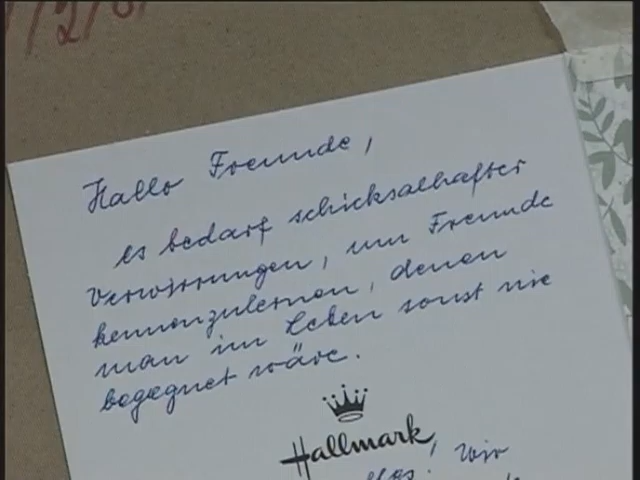 Hallo Freunde,
es bedarf schicksalhafter
Verwirrungen, um Freunde
kennenzulernen, denen
man im Leben sonst nie
begegnet wäre.
Hallmark
wir